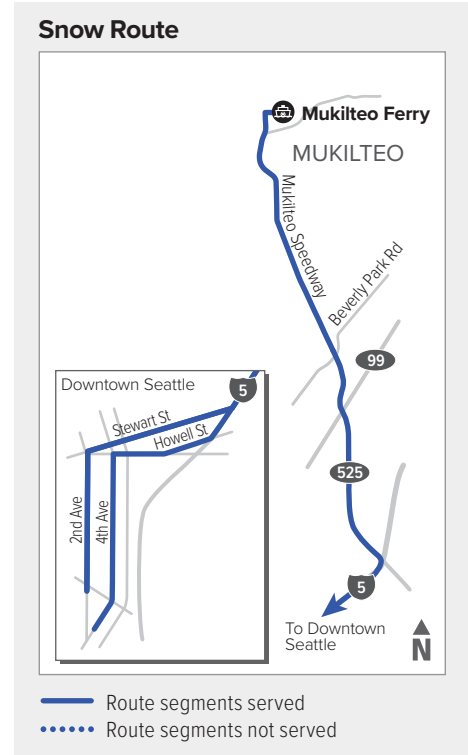 Snow Route
Mukilteo Ferry
MUKILTEO
Mukilteo Speedway
Beverly Park Rd
99
Downtown Seattle
5
Stewart St
Howell St
2nd Ave
4th Ave
525
5
To Downtown
Seattle
N
Route segments served
Route segments not served